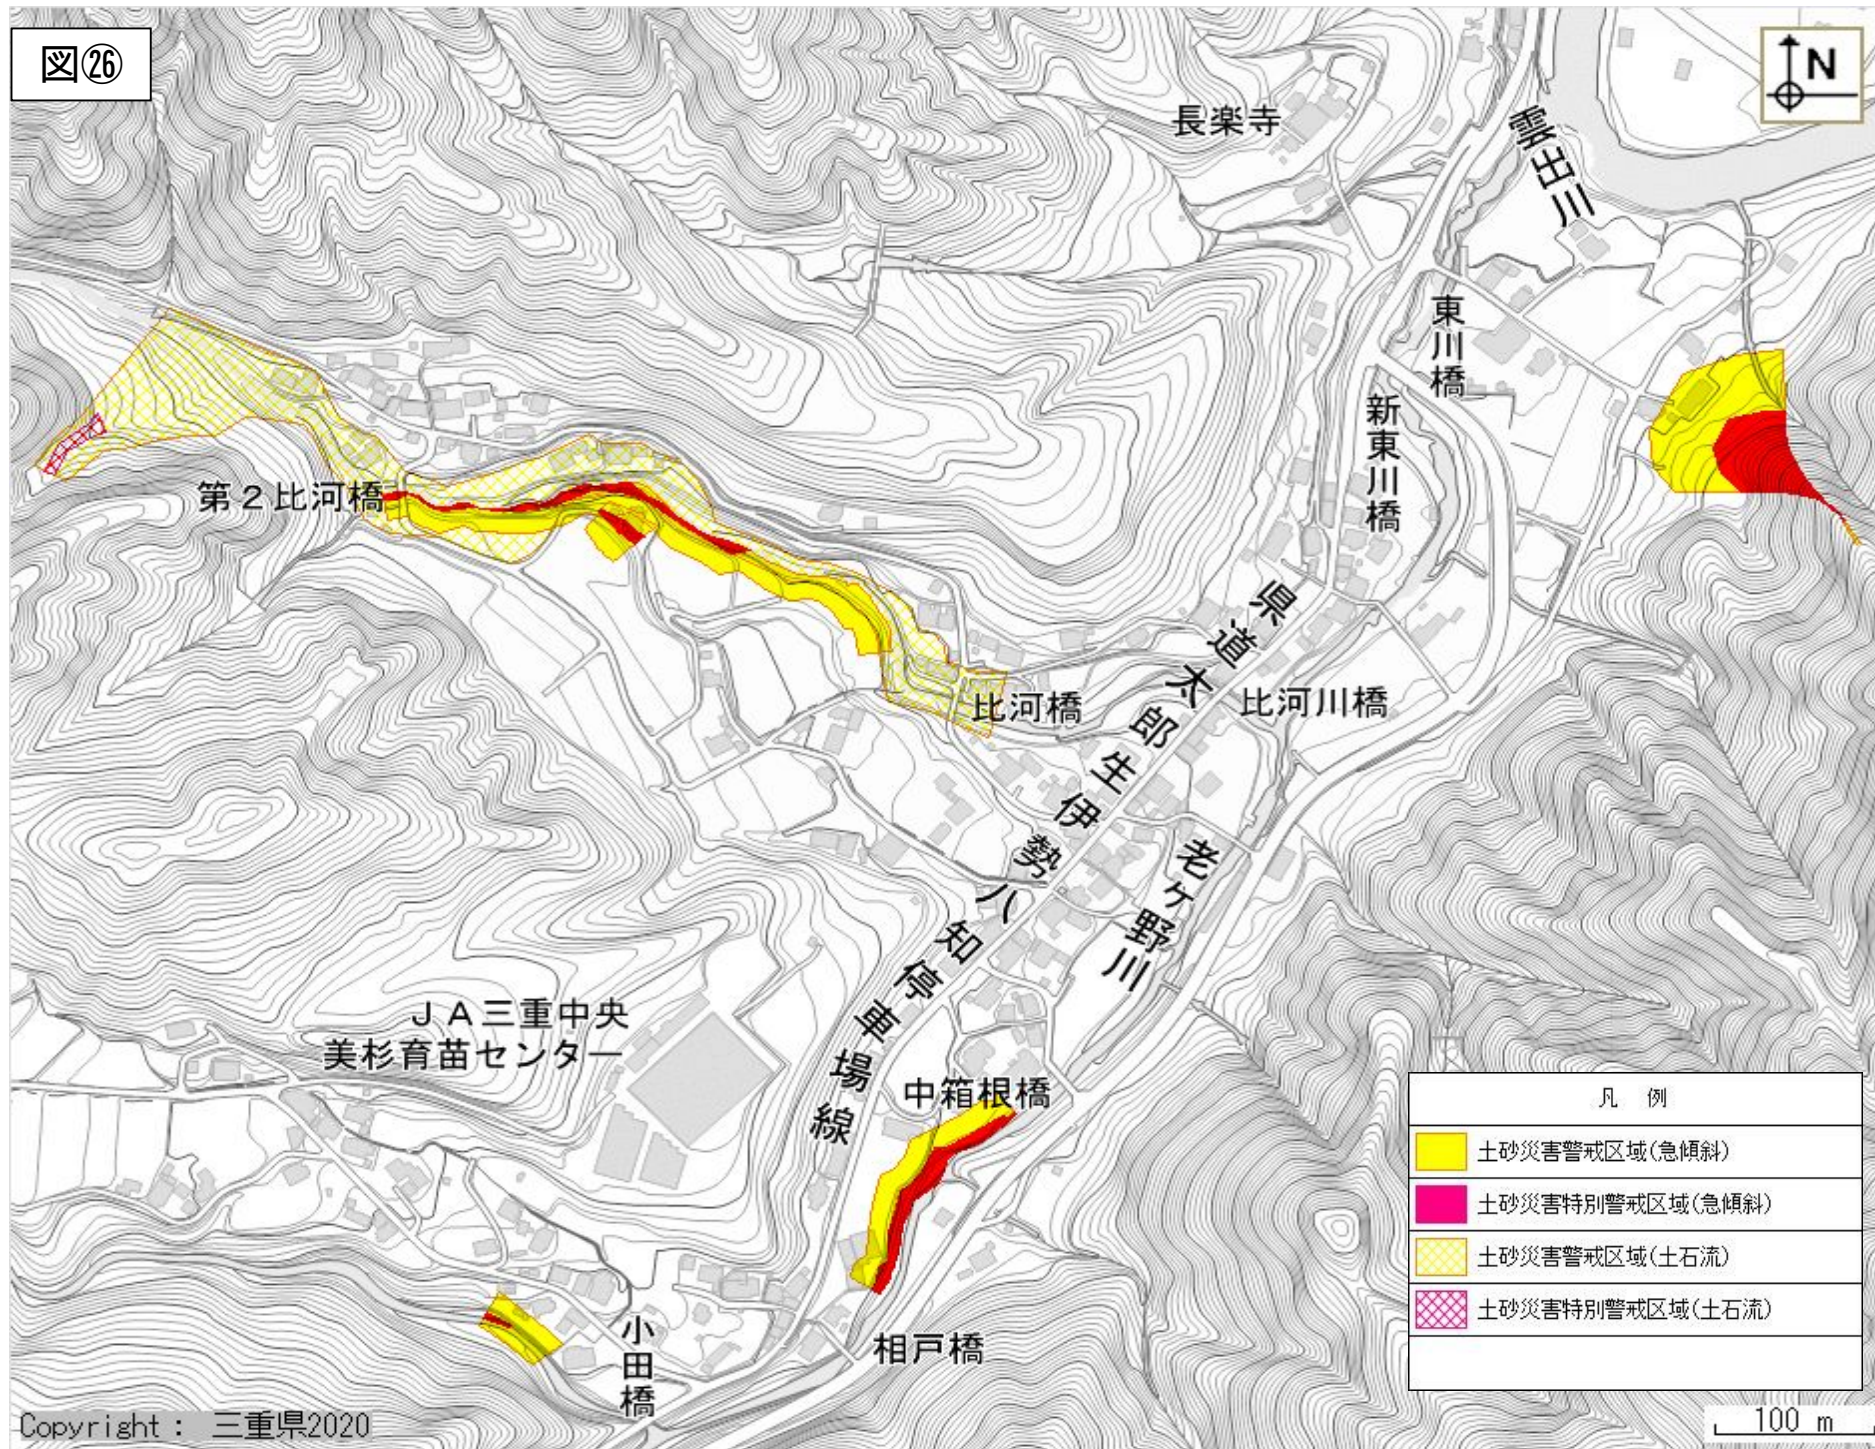 図㉖
N
長楽寺
雲出川
東川橋
新東川橋
第２比河橋
県道太郎生伊勢八知停車場線
比河橋
比河川橋
老ヶ野川
ＪＡ三重中央
美杉育苗センター
中箱根橋
小田橋
相戸橋
凡 例
土砂災害警戒区域(急傾斜)
土砂災害特別警戒区域(急傾斜)
土砂災害警戒区域(土石流)
土砂災害特別警戒区域(土石流)
Copyright： 三重県2020
100 m